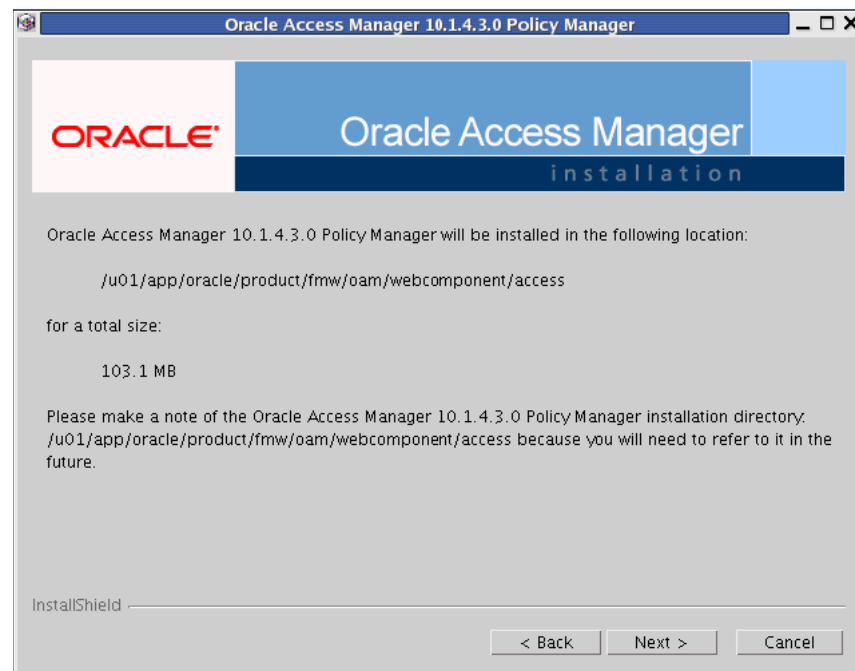 Oracle Access Manager 10.1.4.3.0 Policy Manager
ORACLE
Oracle Access Manager
installation
Oracle Access Manager 10.1.4.3.0 Policy Manager will be installed in the following location:
/u01/app/oracle/product/fmw/oam/webcomponent/access
for a total size:
103.1 MB
Please make a note of the Oracle Access Manager 10.1.4.3.0 Policy Manager installation directory:
/u01/app/oracle/product/fmw/oam/webcomponent/access because you will need to refer to it in the
future.
InstallShield
< Back Next > Cancel